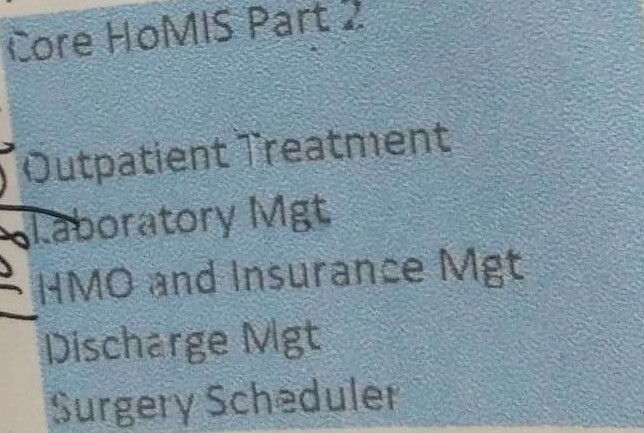 Core HoMIS Part 2
Outpatient Treatment
Laboratory Mgt
HMO and Insurance Mgt
Discharge Mgt
Surgery Scheduler